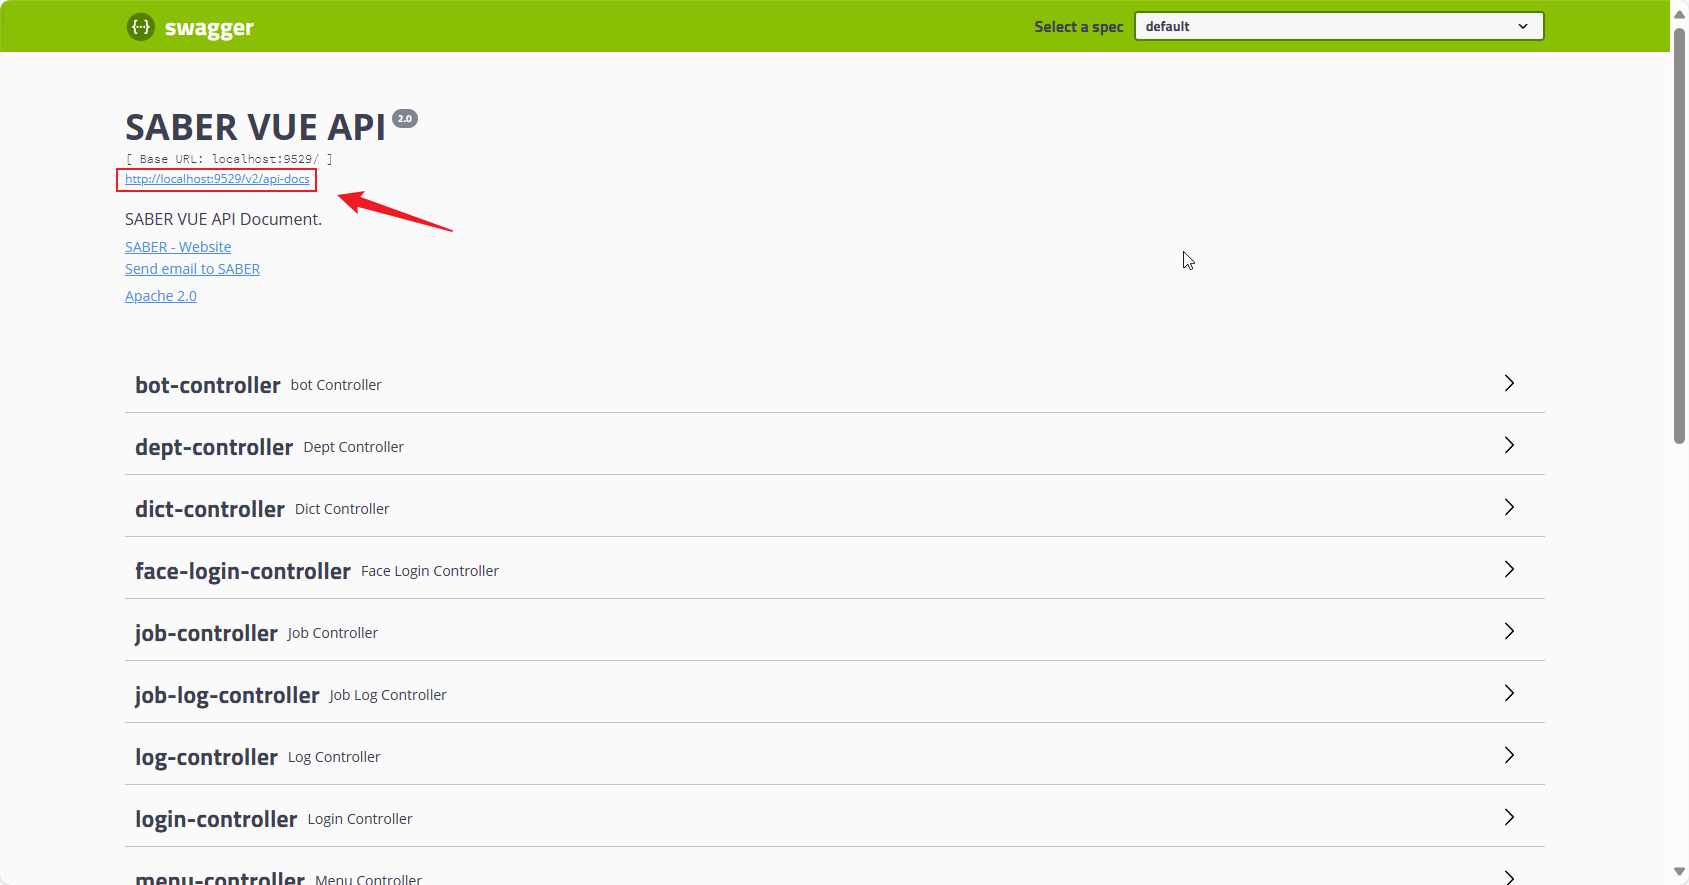 swagger
Select a spec default
SABER VUE API 2.0
[ Base URL: localhost:9529/ ]
http://localhost:9529/v2/api-docs
SABER VUE API Document.
SABER - Website
Send email to SABER
Apache 2.0
bot-controller bot Controller
dept-controller Dept Controller
dict-controller Dict Controller
face-login-controller Face Login Controller
job-controller Job Controller
job-log-controller Job Log Controller
log-controller Log Controller
login-controller Login Controller
menu-controller Menu Controller